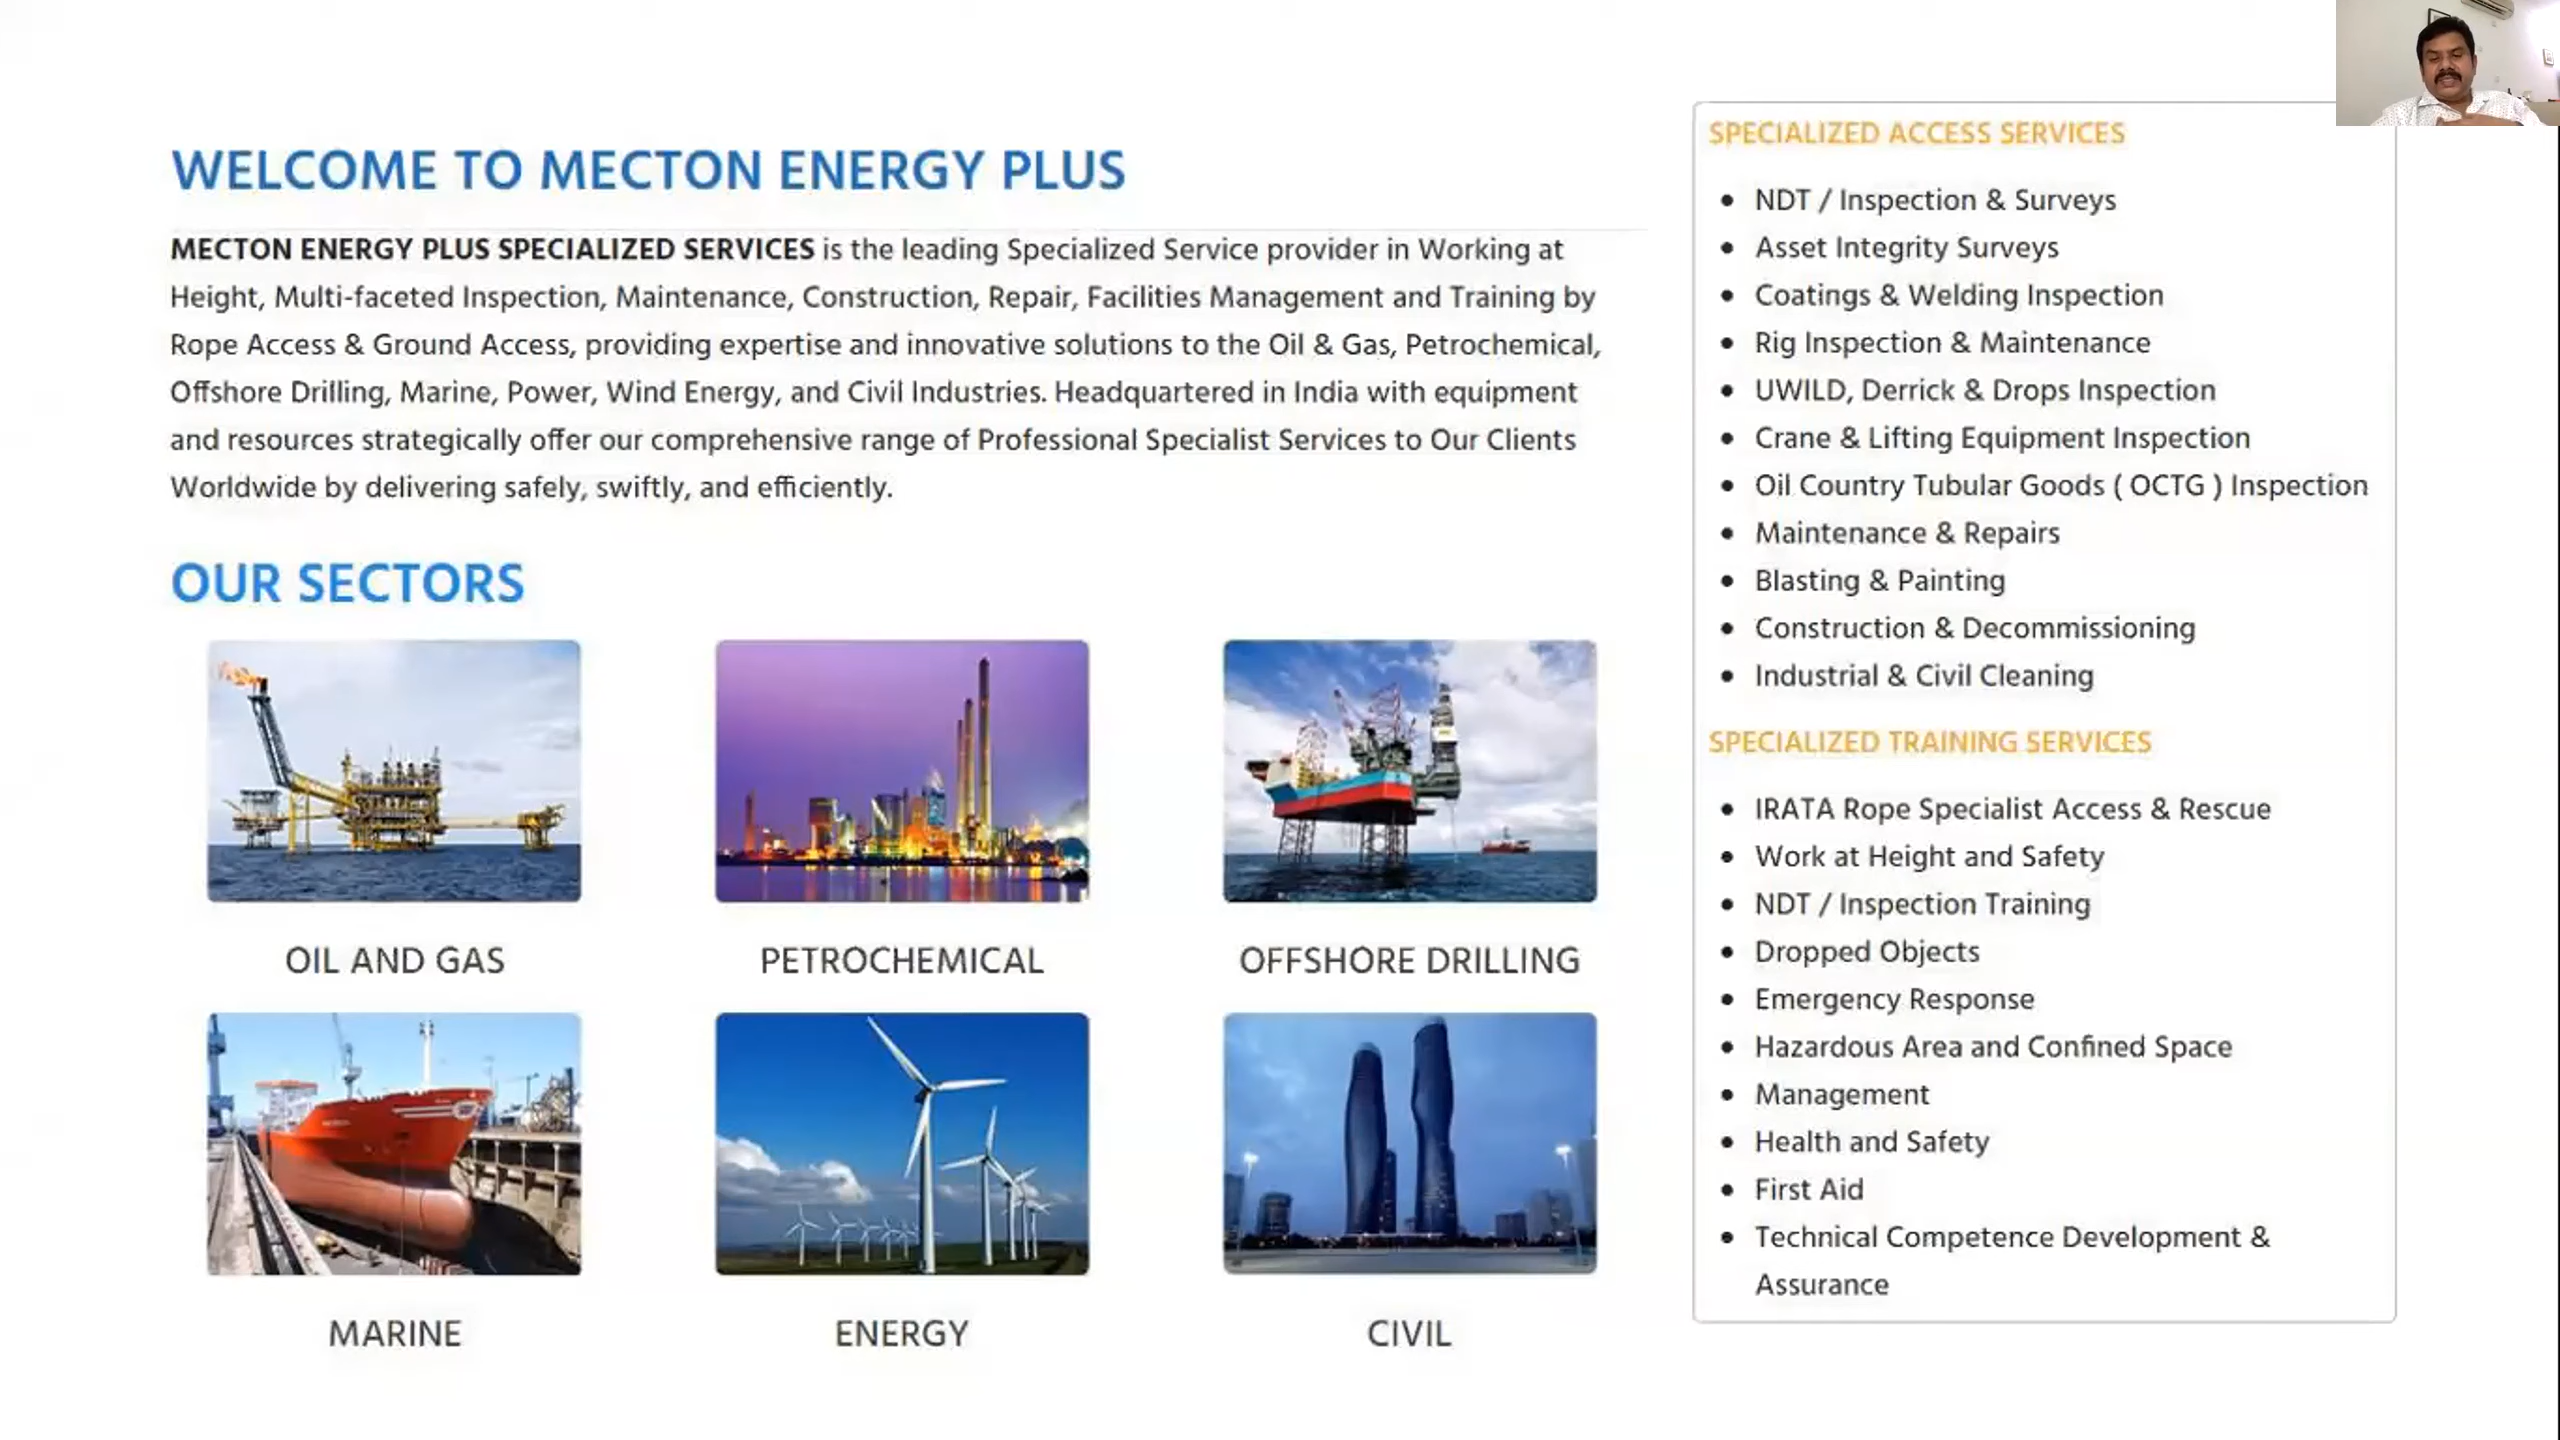 WELCOME TO MECTON ENERGY PLUS
MECTON ENERGY PLUS SPECIALIZED SERVICES is the leading Specialized Service provider in Working at
Height, Multi-faceted Inspection, Maintenance, Construction, Repair, Facilities Management and Training by
Rope Access & Ground Access, providing expertise and innovative solutions to the Oil & Gas, Petrochemical,
Offshore Drilling, Marine, Power, Wind Energy, and Civil Industries. Headquartered in India with equipment
and resources strategically offer our comprehensive range of Professional Specialist Services to Our Clients
Worldwide by delivering safely, swiftly, and efficiently.
OUR SECTORS
OIL AND GAS
PETROCHEMICAL
OFFSHORE DRILLING
MARINE
ENERGY
CIVIL
SPECIALIZED ACCESS SERVICES
• NDT / Inspection & Surveys
• Asset Integrity Surveys
• Coatings & Welding Inspection
• Rig Inspection & Maintenance
• UWILD, Derrick & Drops Inspection
• Crane & Lifting Equipment Inspection
• Oil Country Tubular Goods ( OCTG ) Inspection
• Maintenance & Repairs
• Blasting & Painting
• Construction & Decommissioning
• Industrial & Civil Cleaning
SPECIALIZED TRAINING SERVICES
• IRATA Rope Specialist Access & Rescue
• Work at Height and Safety
• NDT / Inspection Training
• Dropped Objects
• Emergency Response
• Hazardous Area and Confined Space
• Management
• Health and Safety
• First Aid
• Technical Competence Development &
Assurance